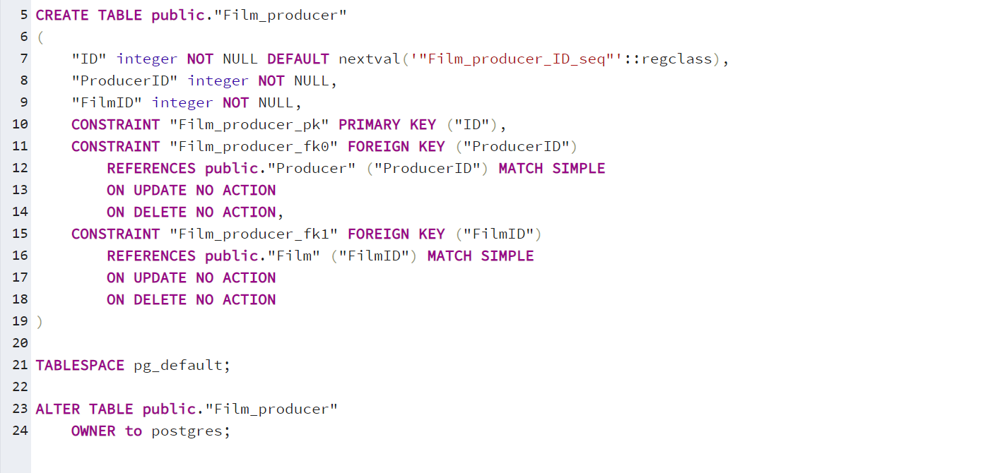 5 CREATE TABLE public."Film_producer"
6 (
7     "ID" integer NOT NULL DEFAULT nextval('"Film_producer_ID_seq"'::regclass),
8     "ProducerID" integer NOT NULL,
9     "FilmID" integer NOT NULL,
10     CONSTRAINT "Film_producer_pk" PRIMARY KEY ("ID"),
11     CONSTRAINT "Film_producer_fk0" FOREIGN KEY ("ProducerID")
12         REFERENCES public."Producer" ("ProducerID") MATCH SIMPLE
13         ON UPDATE NO ACTION
14         ON DELETE NO ACTION,
15     CONSTRAINT "Film_producer_fk1" FOREIGN KEY ("FilmID")
16         REFERENCES public."Film" ("FilmID") MATCH SIMPLE
17         ON UPDATE NO ACTION
18         ON DELETE NO ACTION
19 )
20
21 TABLESPACE pg_default;
22
23 ALTER TABLE public."Film_producer"
24     OWNER to postgres;